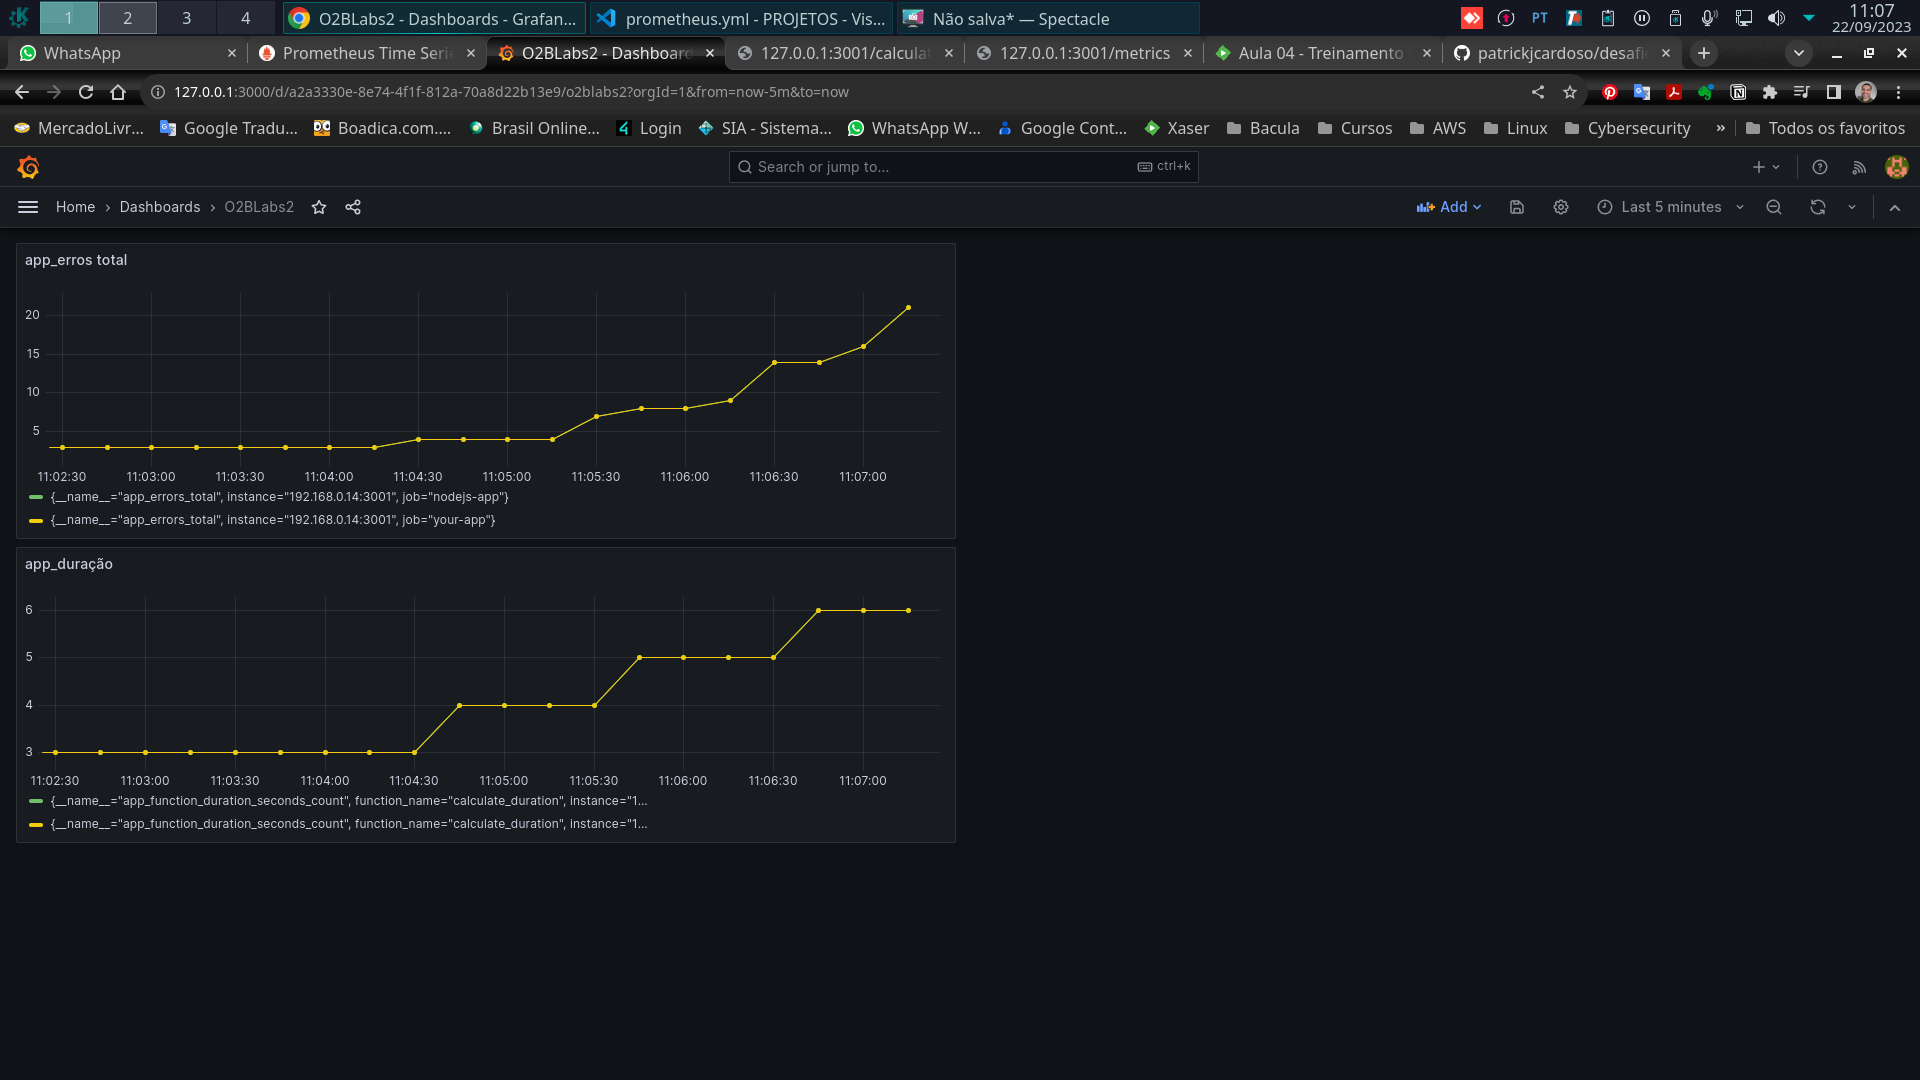 1 2 3 4 O2BLabs2 - Dashboards - Grafan... prometheus.yml - PROJETOS - Vis... Não salva* — Spectacle PT 11:07
22/09/2023
WhatsApp Prometheus Time Serie O2BLabs2 - Dashboard 127.0.0.1:3001/calculat 127.0.0.1:3001/metrics Aula 04 - Treinamento patrickjcardoso/desafi
127.0.0.1:3000/d/a2a3330e-8e74-4f1f-812a-70a8d22b13e9/o2blabs2?orgId=1&from=now-5m&to=now
MercadoLivr... Google Tradu... Boadica.com.... Brasil Online... Login SIA - Sistema... WhatsApp W... Google Cont... Xaser Bacula Cursos AWS Linux Cybersecurity » Todos os favoritos
Search or jump to... ctrl+k
Home › Dashboards › O2BLabs2 Add Last 5 minutes
app_erros total
20
15
10
5
11:02:30 11:03:00 11:03:30 11:04:00 11:04:30 11:05:00 11:05:30 11:06:00 11:06:30 11:07:00
{__name__="app_errors_total", instance="192.168.0.14:3001", job="nodejs-app"}
{__name__="app_errors_total", instance="192.168.0.14:3001", job="your-app"}
app_duração
6
5
4
3
11:02:30 11:03:00 11:03:30 11:04:00 11:04:30 11:05:00 11:05:30 11:06:00 11:06:30 11:07:00
{__name__="app_function_duration_seconds_count", function_name="calculate_duration", instance="1...
{__name__="app_function_duration_seconds_count", function_name="calculate_duration", instance="1...